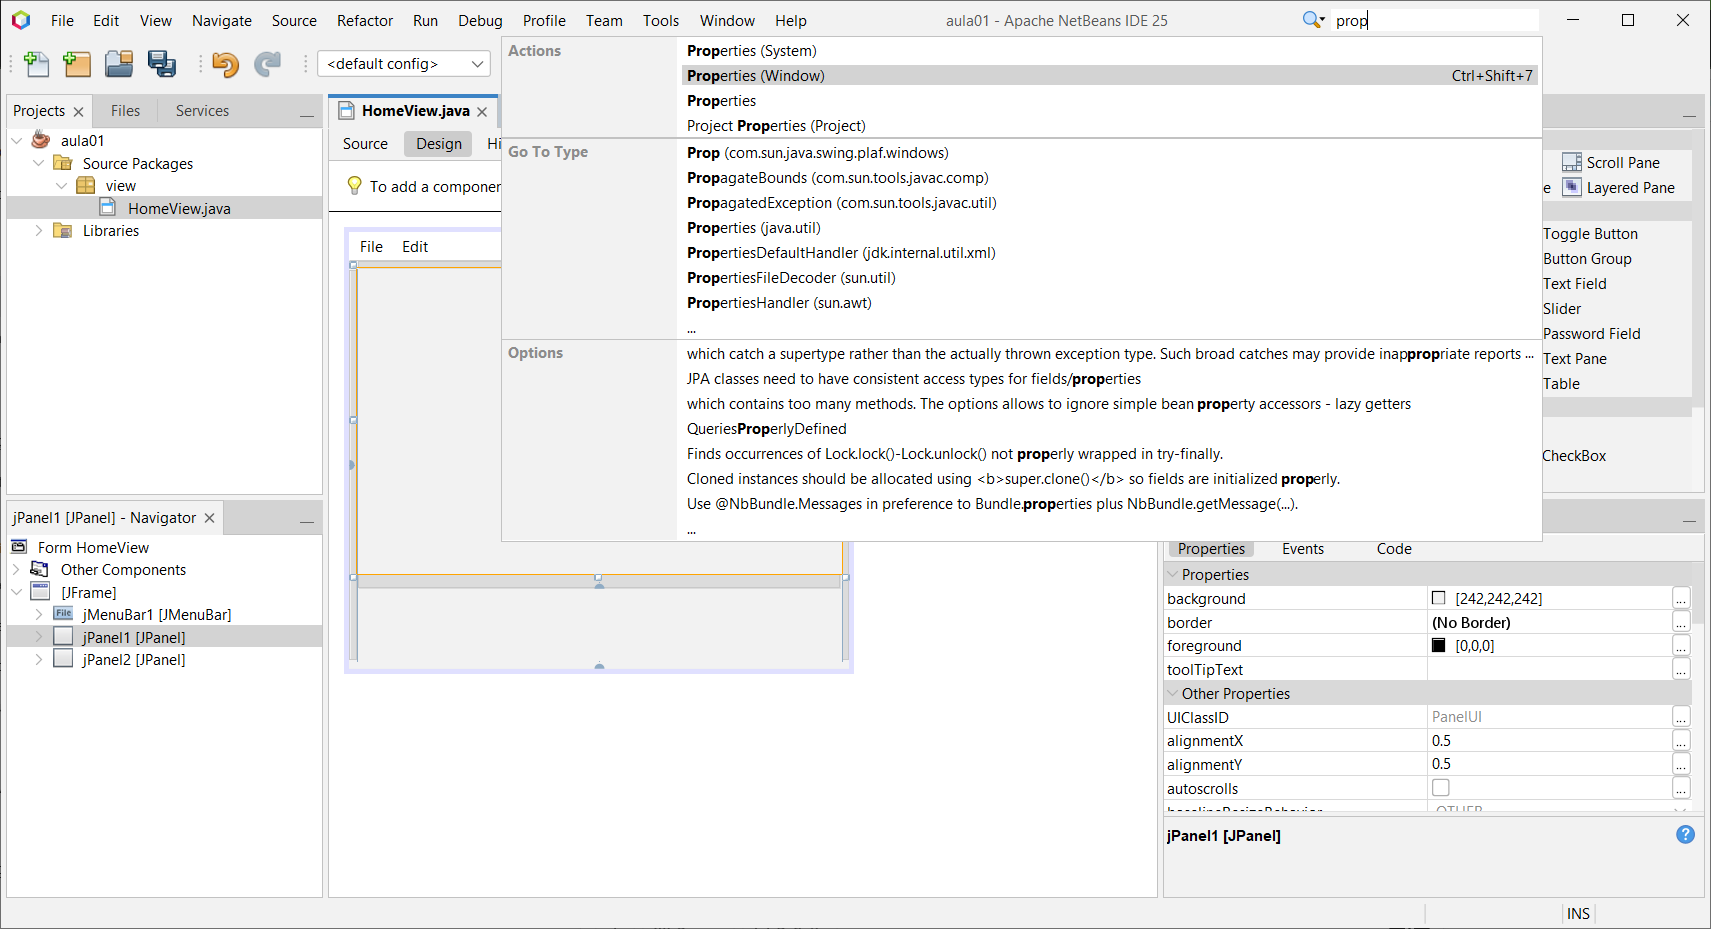 File Edit View Navigate Source Refactor Run Debug Profile Team Tools Window Help
aula01 - Apache NetBeans IDE 25
prop
<default config>
Projects Files Services
aula01
Source Packages
view
HomeView.java
Libraries
HomeView.java
Source Design Hi
To add a componen
File Edit
Actions
Properties (System)
Properties (Window) Ctrl+Shift+7
Properties
Project Properties (Project)
Go To Type
Prop (com.sun.java.swing.plaf.windows)
PropagateBounds (com.sun.tools.javac.comp)
PropagatedException (com.sun.tools.javac.util)
Properties (java.util)
PropertiesDefaultHandler (jdk.internal.util.xml)
PropertiesFileDecoder (sun.util)
PropertiesHandler (sun.awt)
...
Options
which catch a supertype rather than the actually thrown exception type. Such broad catches may provide inappropriate reports ...
JPA classes need to have consistent access types for fields/properties
which contains too many methods. The options allows to ignore simple bean property accessors - lazy getters
QueriesProperlyDefined
Finds occurrences of Lock.lock()-Lock.unlock() not properly wrapped in try-finally.
Cloned instances should be allocated using <b>super.clone()</b> so fields are initialized properly.
Use @NbBundle.Messages in preference to Bundle.properties plus NbBundle.getMessage(...).
...
Scroll Pane
e Layered Pane
Toggle Button
Button Group
Text Field
Slider
Password Field
Text Pane
Table
CheckBox
jPanel1 [JPanel] - Navigator
Form HomeView
Other Components
[JFrame]
File jMenuBar1 [JMenuBar]
jPanel1 [JPanel]
jPanel2 [JPanel]
Properties Events Code
Properties
background [242,242,242] ...
border (No Border) ...
foreground [0,0,0] ...
toolTipText ...
Other Properties
UIClassID PanelUI ...
alignmentX 0.5 ...
alignmentY 0.5 ...
autoscrolls ...
jPanel1 [JPanel]
?
INS